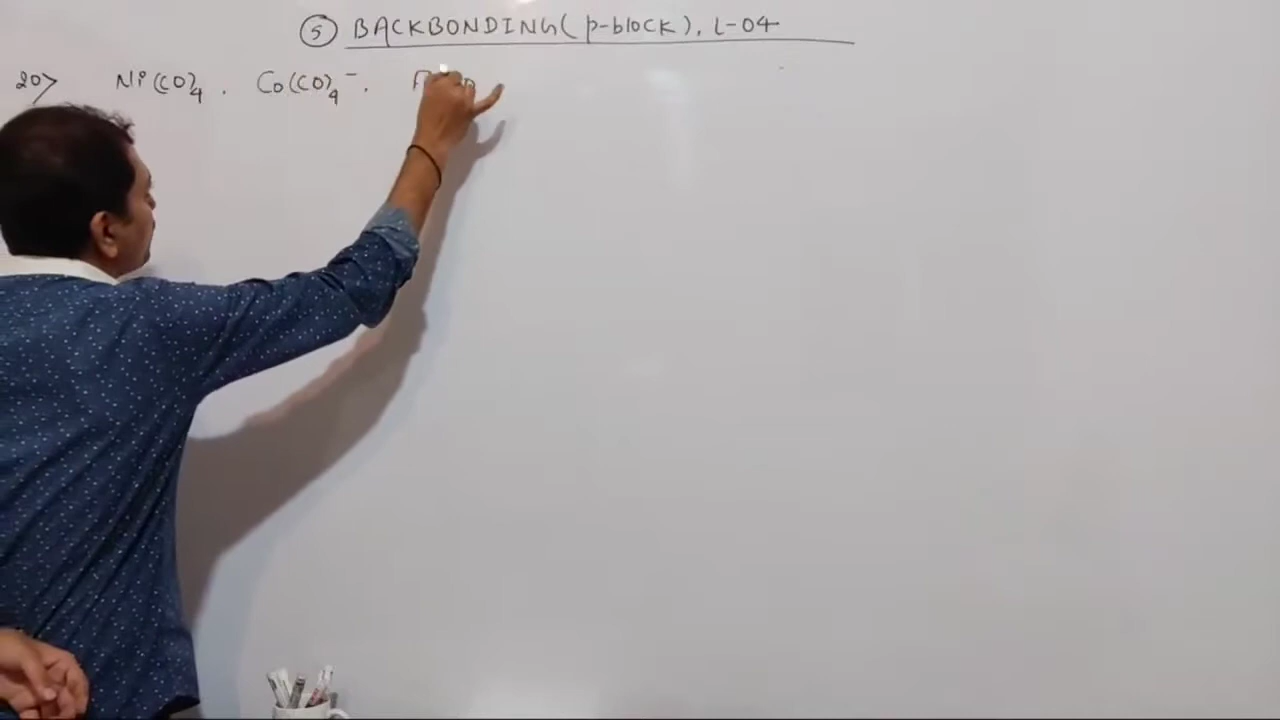 ⑤ BACKBONDING (p-block), L-04
20> Ni(CO)₄ . Co(CO)₄⁻ .